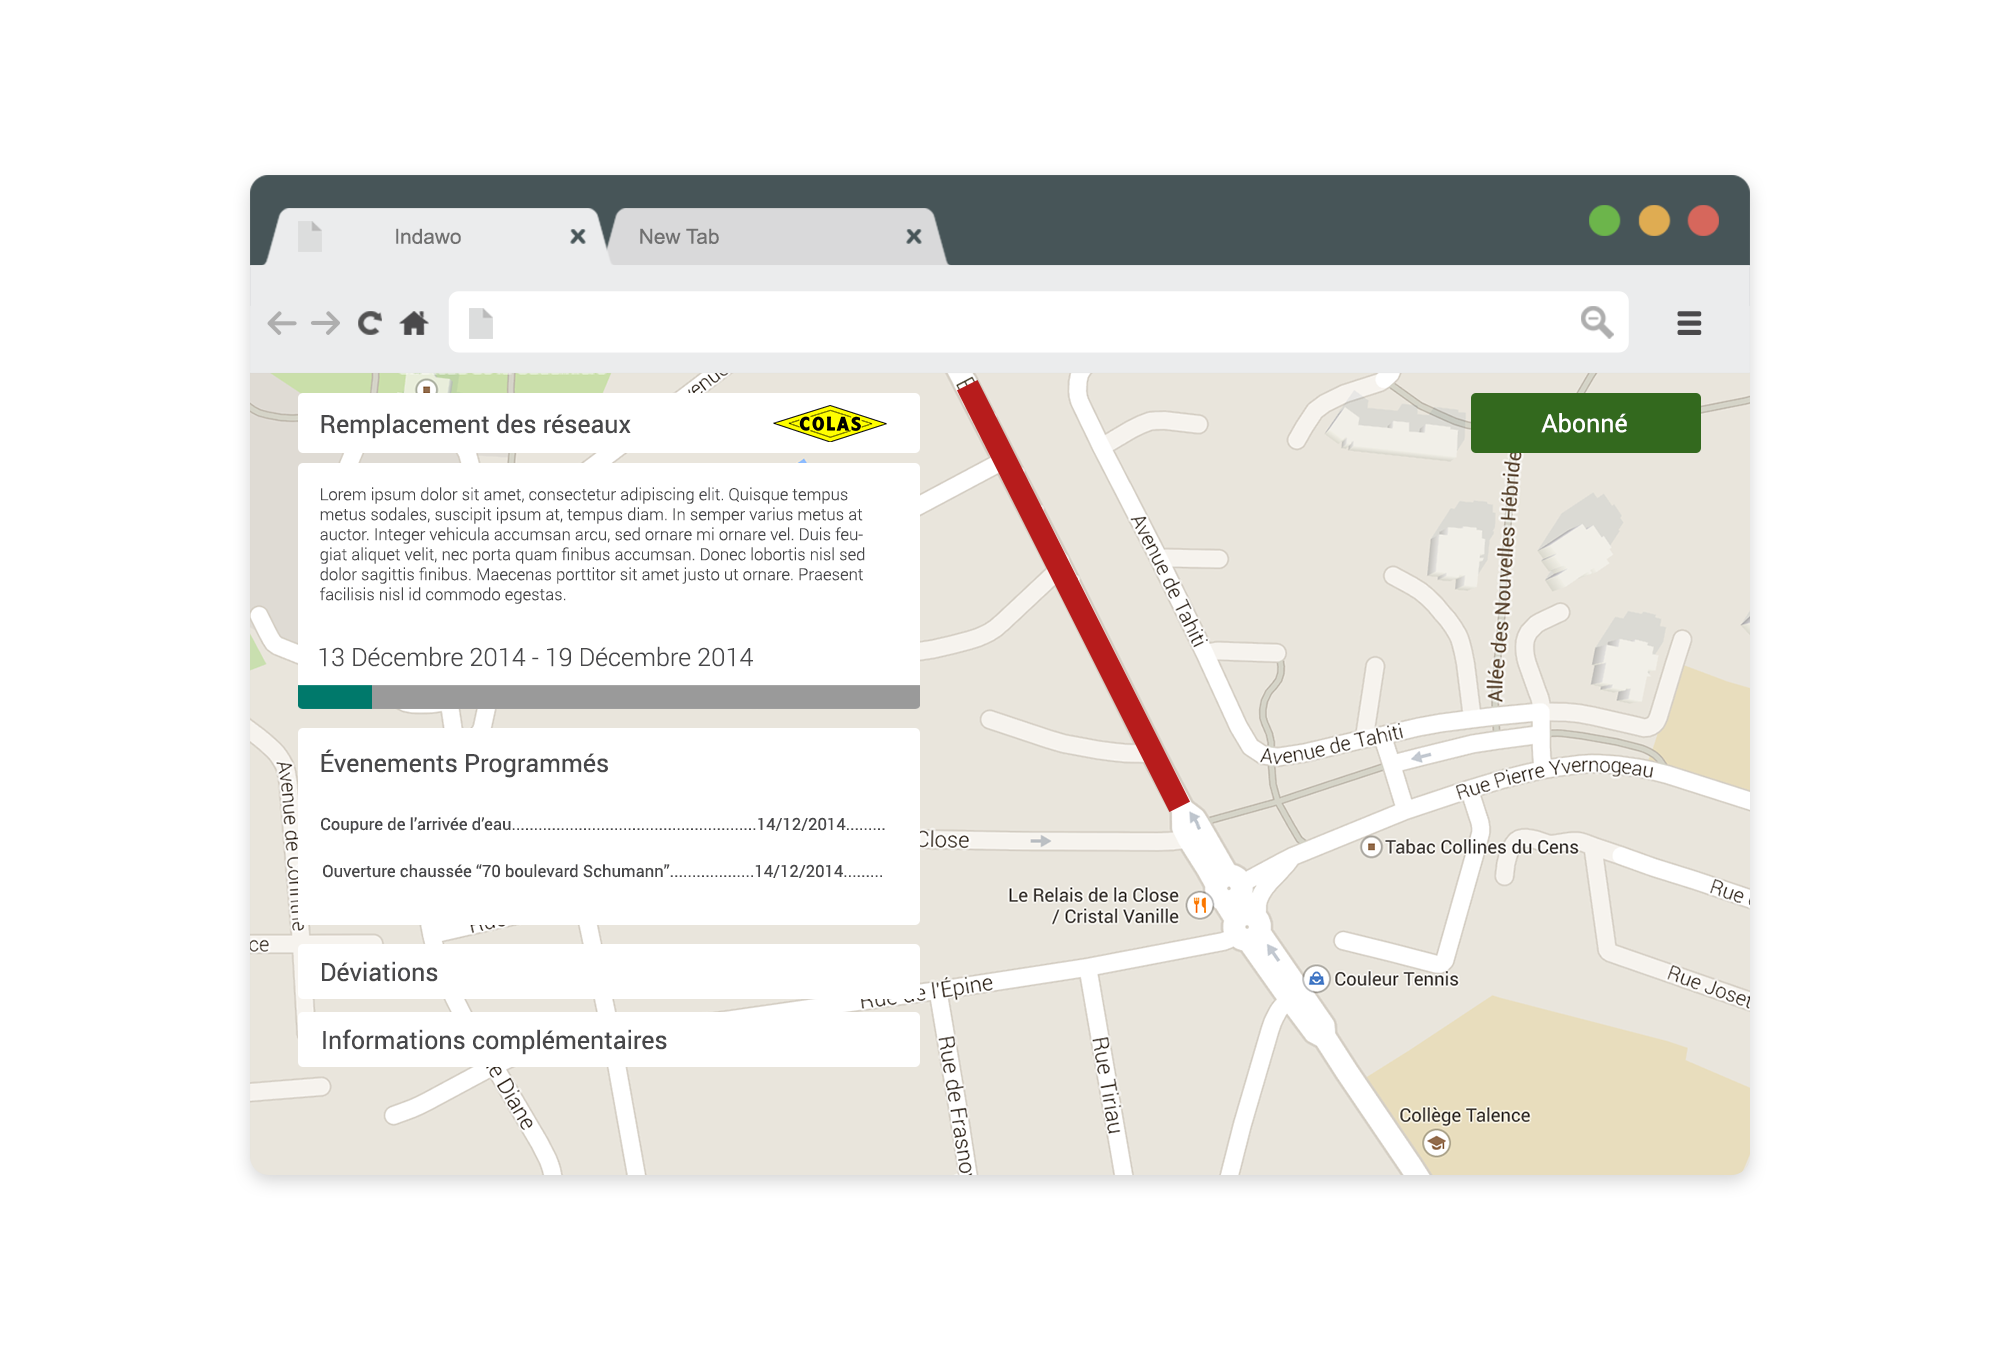 Indawo
New Tab
Remplacement des réseaux
COLAS
Abonné
Lorem ipsum dolor sit amet, consectetur adipiscing elit. Quisque tempus
metus sodales, suscipit ipsum at, tempus diam. In semper varius metus at
auctor. Integer vehicula accumsan arcu, sed ornare mi ornare vel. Duis feu-
giat aliquet velit, nec porta quam finibus accumsan. Donec lobortis nisl sed
dolor sagittis finibus. Maecenas porttitor sit amet justo ut ornare. Praesent
facilisis nisl id commodo egestas.
13 Décembre 2014 - 19 Décembre 2014
Évenements Programmés
Coupure de l’arrivée d’eau.......................................................14/12/2014.........
Ouverture chaussée “70 boulevard Schumann”...................14/12/2014.........
Déviations
Informations complémentaires
Avenue de Tahiti
Allée des Nouvelles Hébride
Avenue de Tahiti
Rue Pierre Yvernogeau
Close
Tabac Collines du Cens
Le Relais de la Close
/ Cristal Vanille
Rue
Couleur Tennis
Rue Joset
Rue de l'Épine
Rue de Frasno
Rue Tiriau
Collège Talence
Avenue de
ce
Diane